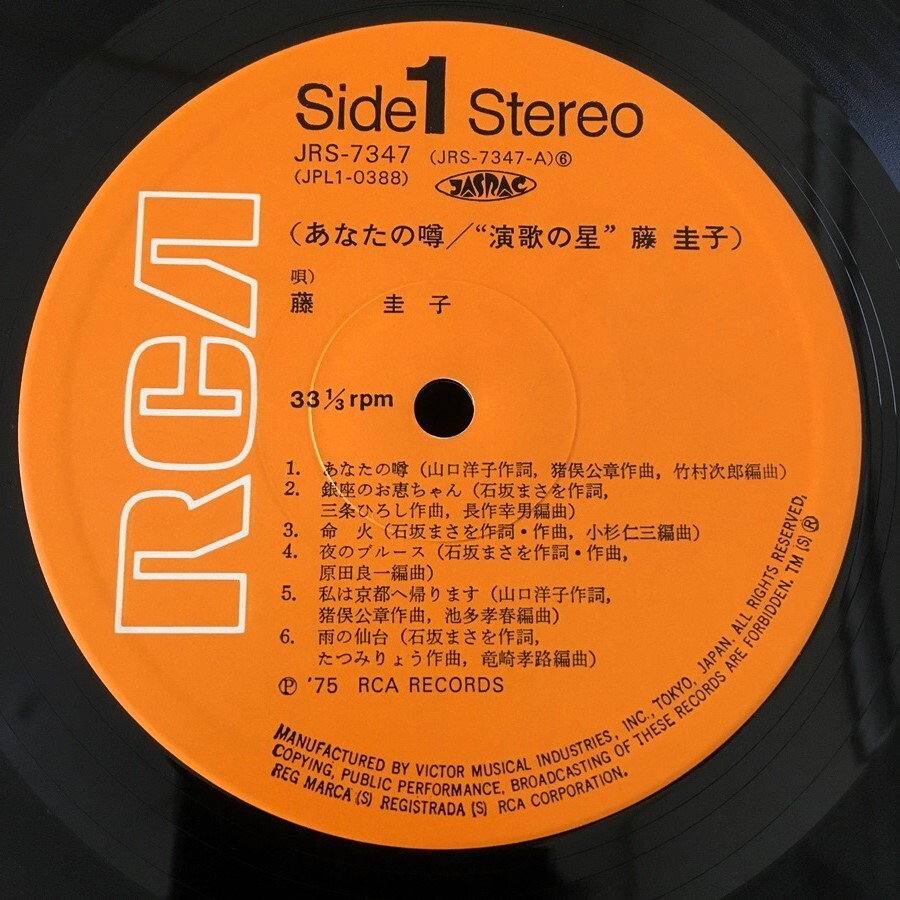 Side 1 Stereo
JRS-7347 (JRS-7347-A)⑥
(JPL1-0388) JASRAC
(あなたの噂/“演歌の星” 藤 圭子)
唄)
藤 圭 子
RCA
33 1/3 rpm
1. あなたの噂 (山口洋子作詞, 猪俣公章作曲, 竹村次郎編曲)
2. 銀座のお恵ちゃん (石坂まさを作詞,
三条ひろし作曲, 長作幸男編曲)
3. 命 火 (石坂まさを作詞・作曲, 小杉仁三編曲)
4. 夜のブルース (石坂まさを作詞・作曲,
原田良一編曲)
5. 私は京都へ帰ります (山口洋子作詞,
猪俣公章作曲, 池多孝春編曲)
6. 雨の仙台 (石坂まさを作詞,
たつみりょう作曲, 竜崎孝路編曲)
Ⓟ '75 RCA RECORDS
MANUFACTURED BY VICTOR MUSICAL INDUSTRIES, INC., TOKYO, JAPAN. ALL RIGHTS RESERVED.
COPYING, PUBLIC PERFORMANCE, BROADCASTING OF THESE RECORDS ARE FORBIDDEN. TM (S) ®
REG MARCA (S) REGISTRADA (S) RCA CORPORATION.